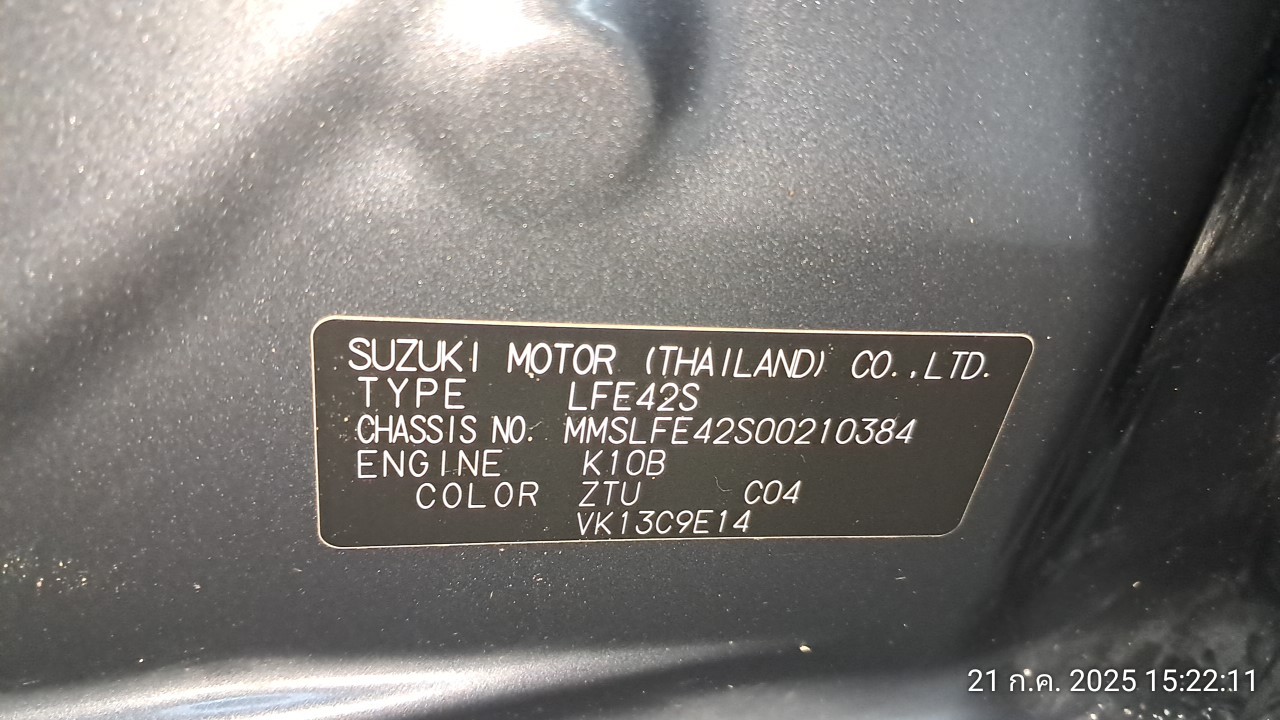 SUZUKI MOTOR (THAILAND) CO.,LTD.
TYPE LFE42S
CHASSIS NO. MMSLFE42S00210384
ENGINE K10B
COLOR ZTU C04
VK13C9E14
21 ก.ค. 2025 15:22:11